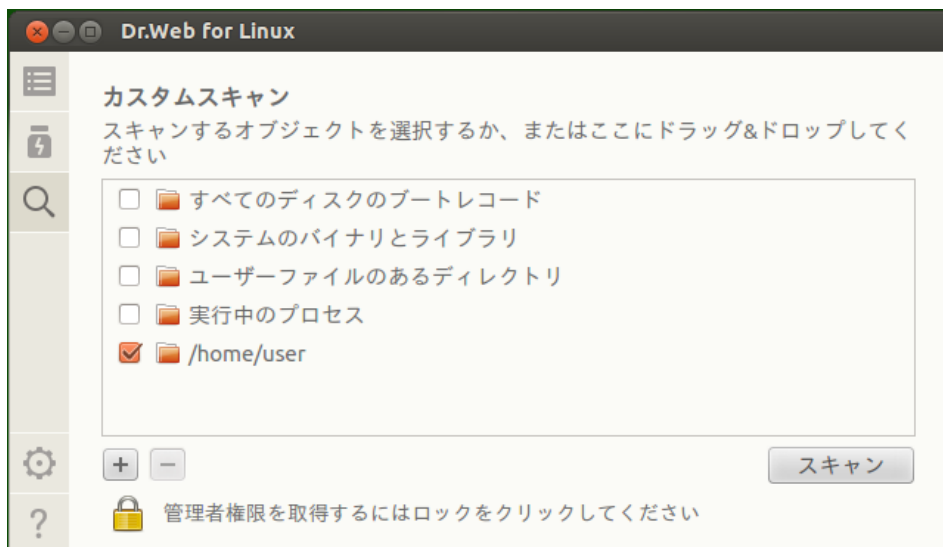 Dr.Web for Linux
カスタムスキャン
スキャンするオブジェクトを選択するか、またはここにドラッグ&ドロップしてく
ださい
すべてのディスクのブートレコード
システムのバイナリとライブラリ
ユーザーファイルのあるディレクトリ
実行中のプロセス
/home/user
スキャン
管理者権限を取得するにはロックをクリックしてください